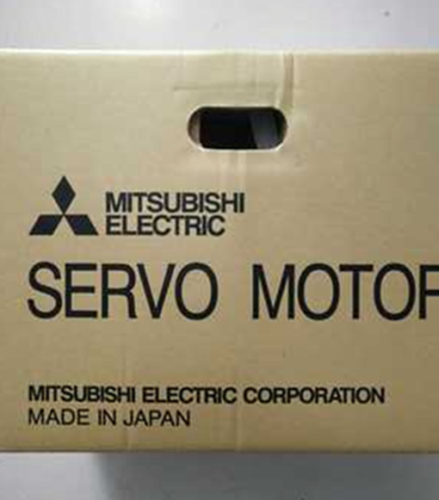 MITSUBISHI
ELECTRIC
SERVO MOTOR
MITSUBISHI ELECTRIC CORPORATION
MADE IN JAPAN